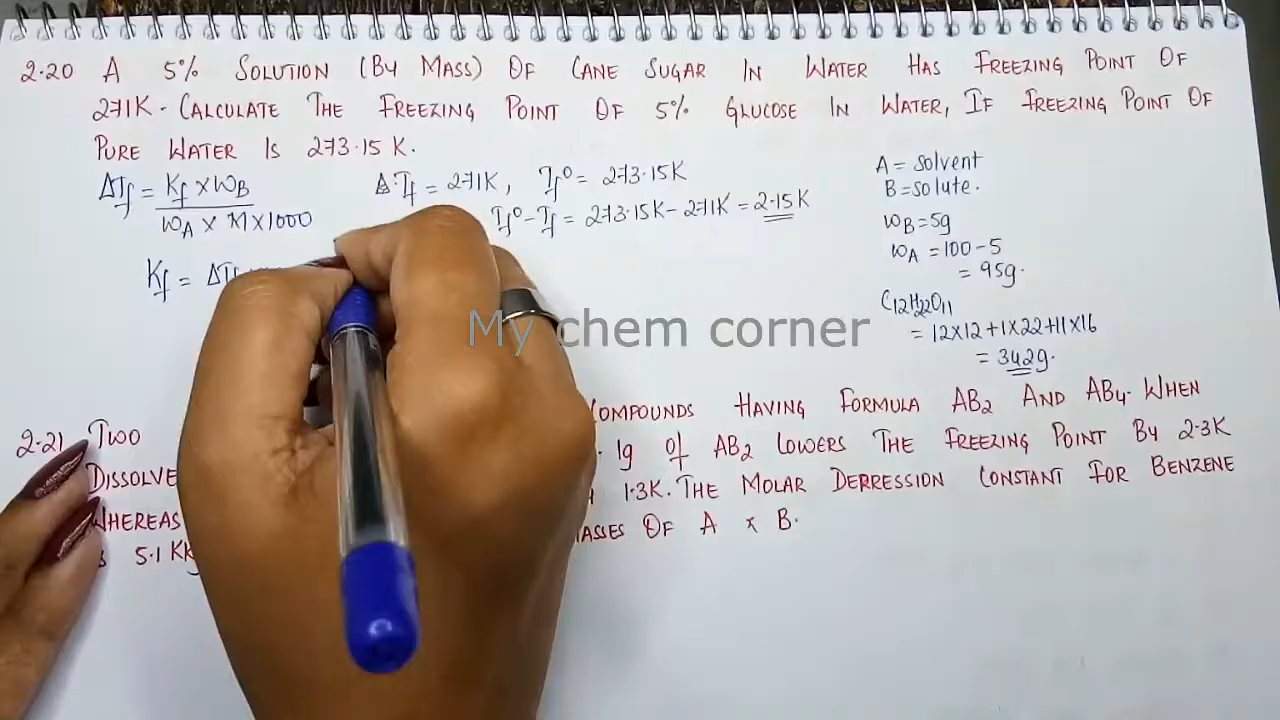 2.20 A 5% SOLUTION (BY MASS) OF CANE SUGAR IN WATER HAS FREEZING POINT OF
271K. CALCULATE THE FREEZING POINT OF 5% GLUCOSE IN WATER, IF FREEZING POINT OF
PURE WATER IS 273.15 K.
ΔTf = Kf × WB
WA × M × 1000
ΔTf = 271K, Tf° = 273.15K
Tf° - Tf = 273.15K - 271K = 2.15K
Kf =
A = solvent
B = solute.
WB = 5g
WA = 100 - 5
= 95g.
C12H22O11
= 12×12 + 1×22 + 11×16
= 342g.
My chem corner
2.21 TWO COMPOUNDS HAVING FORMULA AB2 AND AB4. WHEN
1g of AB2 LOWERS THE FREEZING POINT BY 2.3K
WHEREAS 1.3K. THE MOLAR DERRESSION CONSTANT FOR BENZENE
5.1 OF A & B.